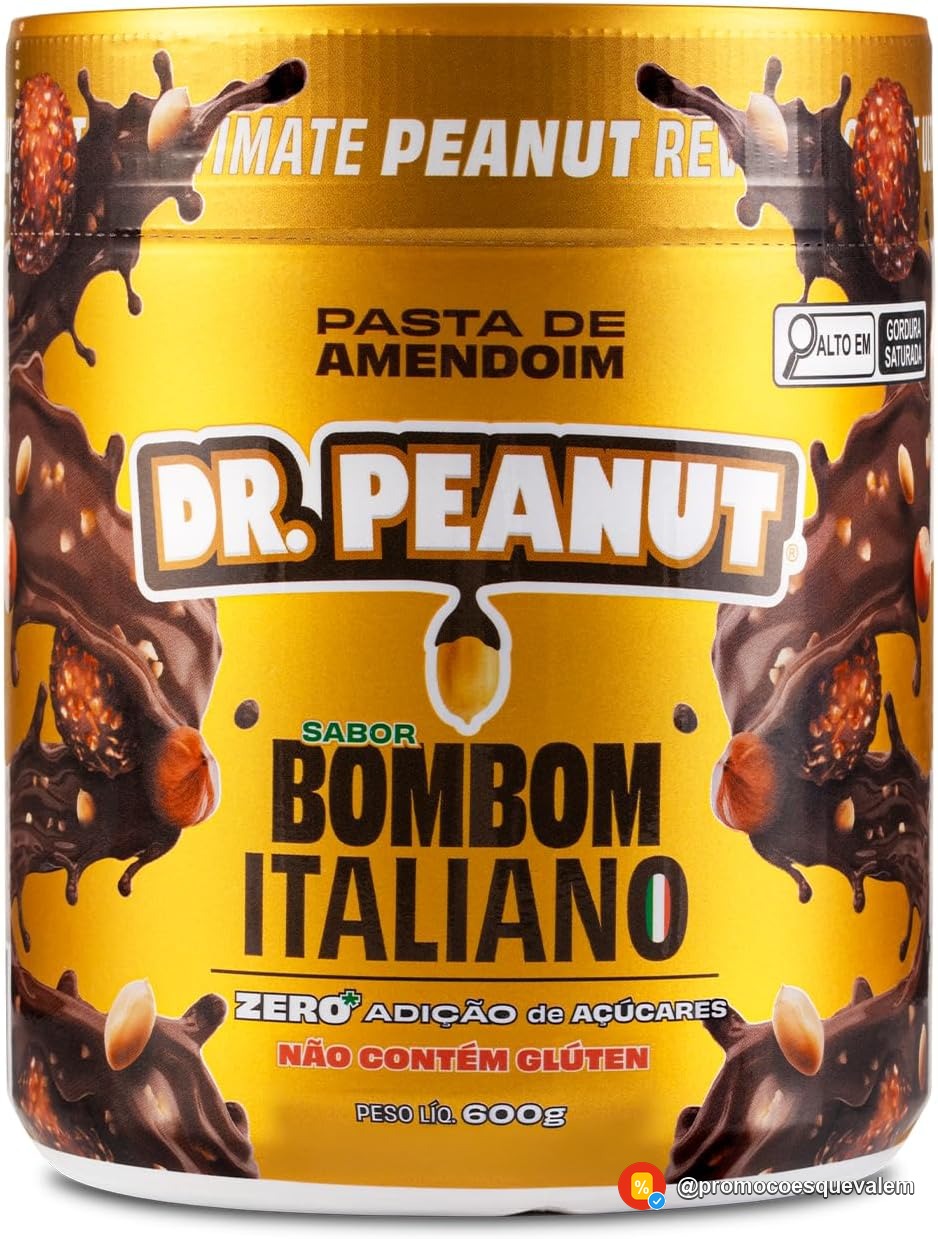 IMATE PEANUT REV
PASTA DE
AMENDOIM
ALTO EM
GORDURA
SATURADA
DR. PEANUT®
SABOR
BOMBOM
ITALIANO
ZERO* ADIÇÃO de AÇÚCARES
NÃO CONTÉM GLÚTEN
PESO LÍQ. 600g
% @promocoesquevalem